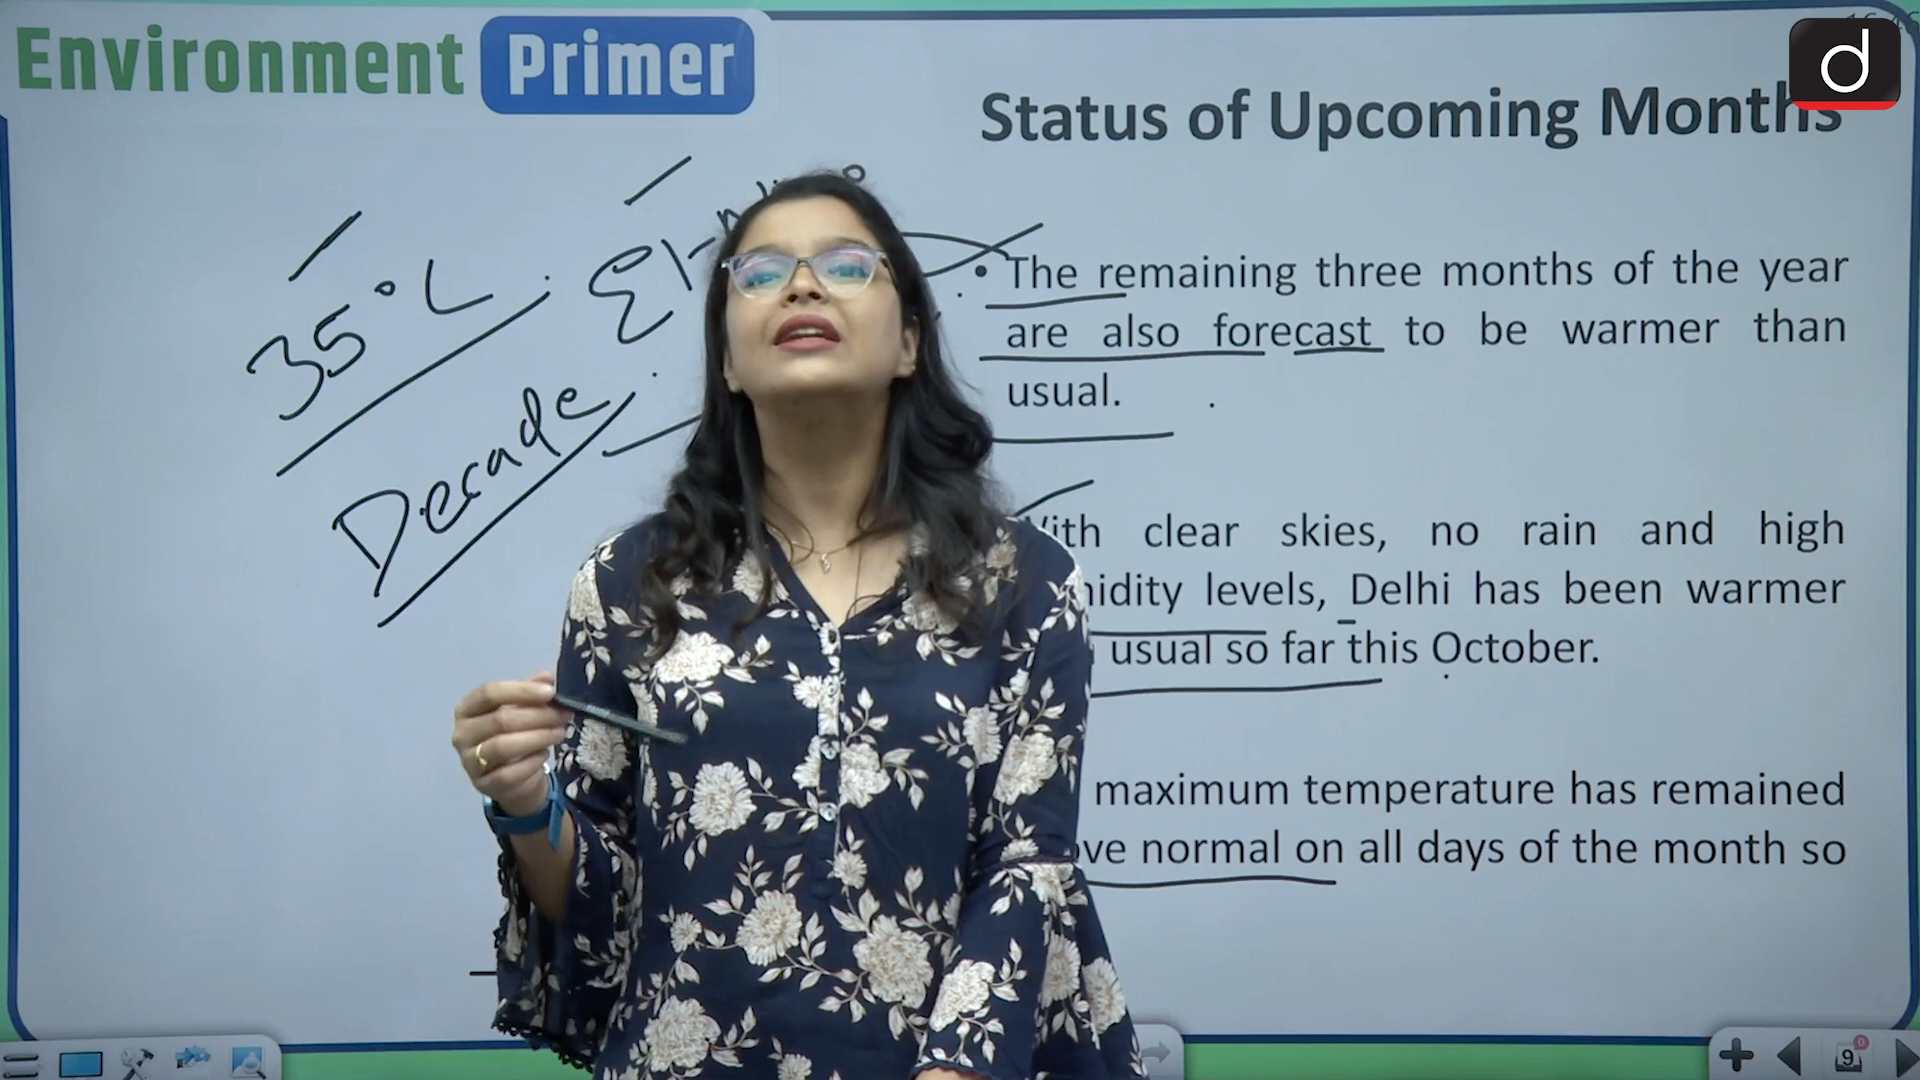 Environment Primer
Status of Upcoming Months
35°C
Decade
• The remaining three months of the year
are also forecast to be warmer than
usual.
With clear skies, no rain and high
levels, Delhi has been warmer
usual so far this October.
maximum temperature has remained
normal on all days of the month so
d
9
0